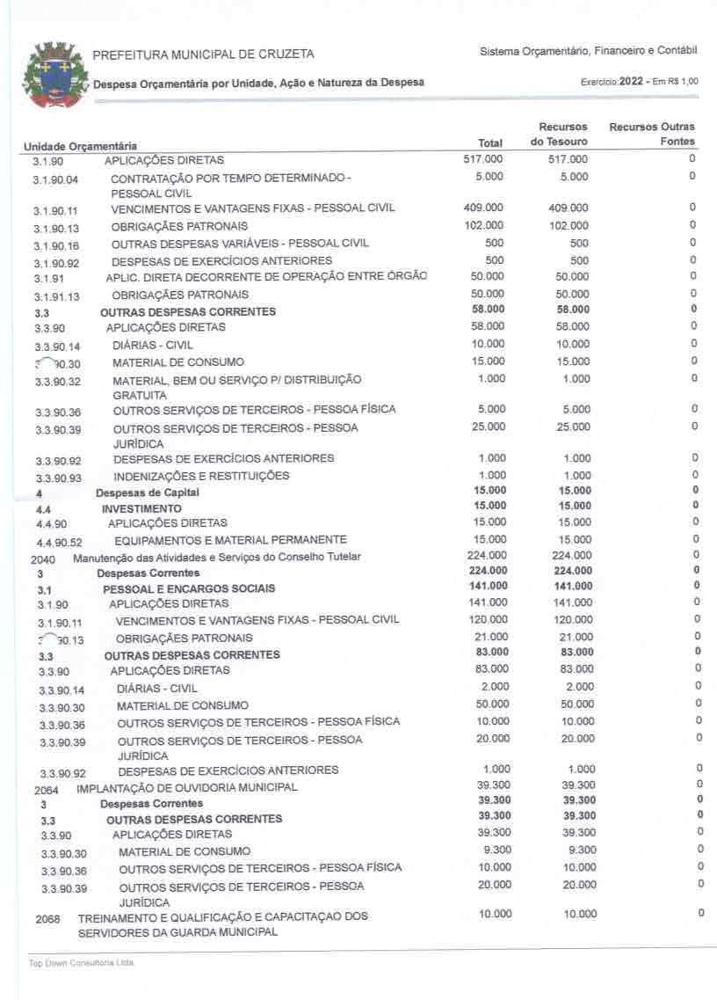 PREFEITURA MUNICIPAL DE CRUZETA Sistema Orçamentário, Financeiro e Contábil
Despesa Orçamentária por Unidade, Ação e Natureza da Despesa Exercício:2022 - Em R$ 1,00
Recursos Recursos Outras
Unidade Orçamentária Total do Tesouro Fontes
3.1.90 APLICAÇÕES DIRETAS 517.000 517.000 0
3.1.90.04 CONTRATAÇÃO POR TEMPO DETERMINADO - 5.000 5.000 0
PESSOAL CIVIL
3.1.90.11 VENCIMENTOS E VANTAGENS FIXAS - PESSOAL CIVIL 409.000 409.000 0
3.1.90.13 OBRIGAÇÃES PATRONAIS 102.000 102.000 0
3.1.90.16 OUTRAS DESPESAS VARIÁVEIS - PESSOAL CIVIL 500 500 0
3.1.90.92 DESPESAS DE EXERCÍCIOS ANTERIORES 500 500 0
3.1.91 APLIC. DIRETA DECORRENTE DE OPERAÇÃO ENTRE ÓRGÃO 50.000 50.000 0
3.1.91.13 OBRIGAÇÃES PATRONAIS 50.000 50.000 0
3.3 OUTRAS DESPESAS CORRENTES 58.000 58.000 0
3.3.90 APLICAÇÕES DIRETAS 58.000 58.000 0
3.3.90.14 DIÁRIAS - CIVIL 10.000 10.000 0
90.30 MATERIAL DE CONSUMO 15.000 15.000 0
3.3.90.32 MATERIAL, BEM OU SERVIÇO P/ DISTRIBUIÇÃO 1.000 1.000 0
GRATUITA
3.3.90.36 OUTROS SERVIÇOS DE TERCEIROS - PESSOA FÍSICA 5.000 5.000 0
3.3.90.39 OUTROS SERVIÇOS DE TERCEIROS - PESSOA 25.000 25.000 0
JURÍDICA
3.3.90.92 DESPESAS DE EXERCÍCIOS ANTERIORES 1.000 1.000 0
3.3.90.93 INDENIZAÇÕES E RESTITUIÇÕES 1.000 1.000 0
4 Despesas de Capital 15.000 15.000 0
4.4 INVESTIMENTO 15.000 15.000 0
4.4.90 APLICAÇÕES DIRETAS 15.000 15.000 0
4.4.90.52 EQUIPAMENTOS E MATERIAL PERMANENTE 15.000 15.000 0
2040 Manutenção das Atividades e Serviços do Conselho Tutelar 224.000 224.000 0
3 Despesas Correntes 224.000 224.000 0
3.1 PESSOAL E ENCARGOS SOCIAIS 141.000 141.000 0
3.1.90 APLICAÇÕES DIRETAS 141.000 141.000 0
3.1.90.11 VENCIMENTOS E VANTAGENS FIXAS - PESSOAL CIVIL 120.000 120.000 0
90.13 OBRIGAÇÃES PATRONAIS 21.000 21.000 0
3.3 OUTRAS DESPESAS CORRENTES 83.000 83.000 0
3.3.90 APLICAÇÕES DIRETAS 83.000 83.000 0
3.3.90.14 DIÁRIAS - CIVIL 2.000 2.000 0
3.3.90.30 MATERIAL DE CONSUMO 50.000 50.000 0
3.3.90.36 OUTROS SERVIÇOS DE TERCEIROS - PESSOA FÍSICA 10.000 10.000 0
3.3.90.39 OUTROS SERVIÇOS DE TERCEIROS - PESSOA 20.000 20.000 0
JURÍDICA
3.3.90.92 DESPESAS DE EXERCÍCIOS ANTERIORES 1.000 1.000 0
2064 IMPLANTAÇÃO DE OUVIDORIA MUNICIPAL 39.300 39.300 0
3 Despesas Correntes 39.300 39.300 0
3.3 OUTRAS DESPESAS CORRENTES 39.300 39.300 0
3.3.90 APLICAÇÕES DIRETAS 39.300 39.300 0
3.3.90.30 MATERIAL DE CONSUMO 9.300 9.300 0
3.3.90.36 OUTROS SERVIÇOS DE TERCEIROS - PESSOA FÍSICA 10.000 10.000 0
3.3.90.39 OUTROS SERVIÇOS DE TERCEIROS - PESSOA 20.000 20.000 0
JURÍDICA
2068 TREINAMENTO E QUALIFICAÇÃO E CAPACITAÇAO DOS 10.000 10.000 0
SERVIDORES DA GUARDA MUNICIPAL
Top Down Consultoria Ltda.